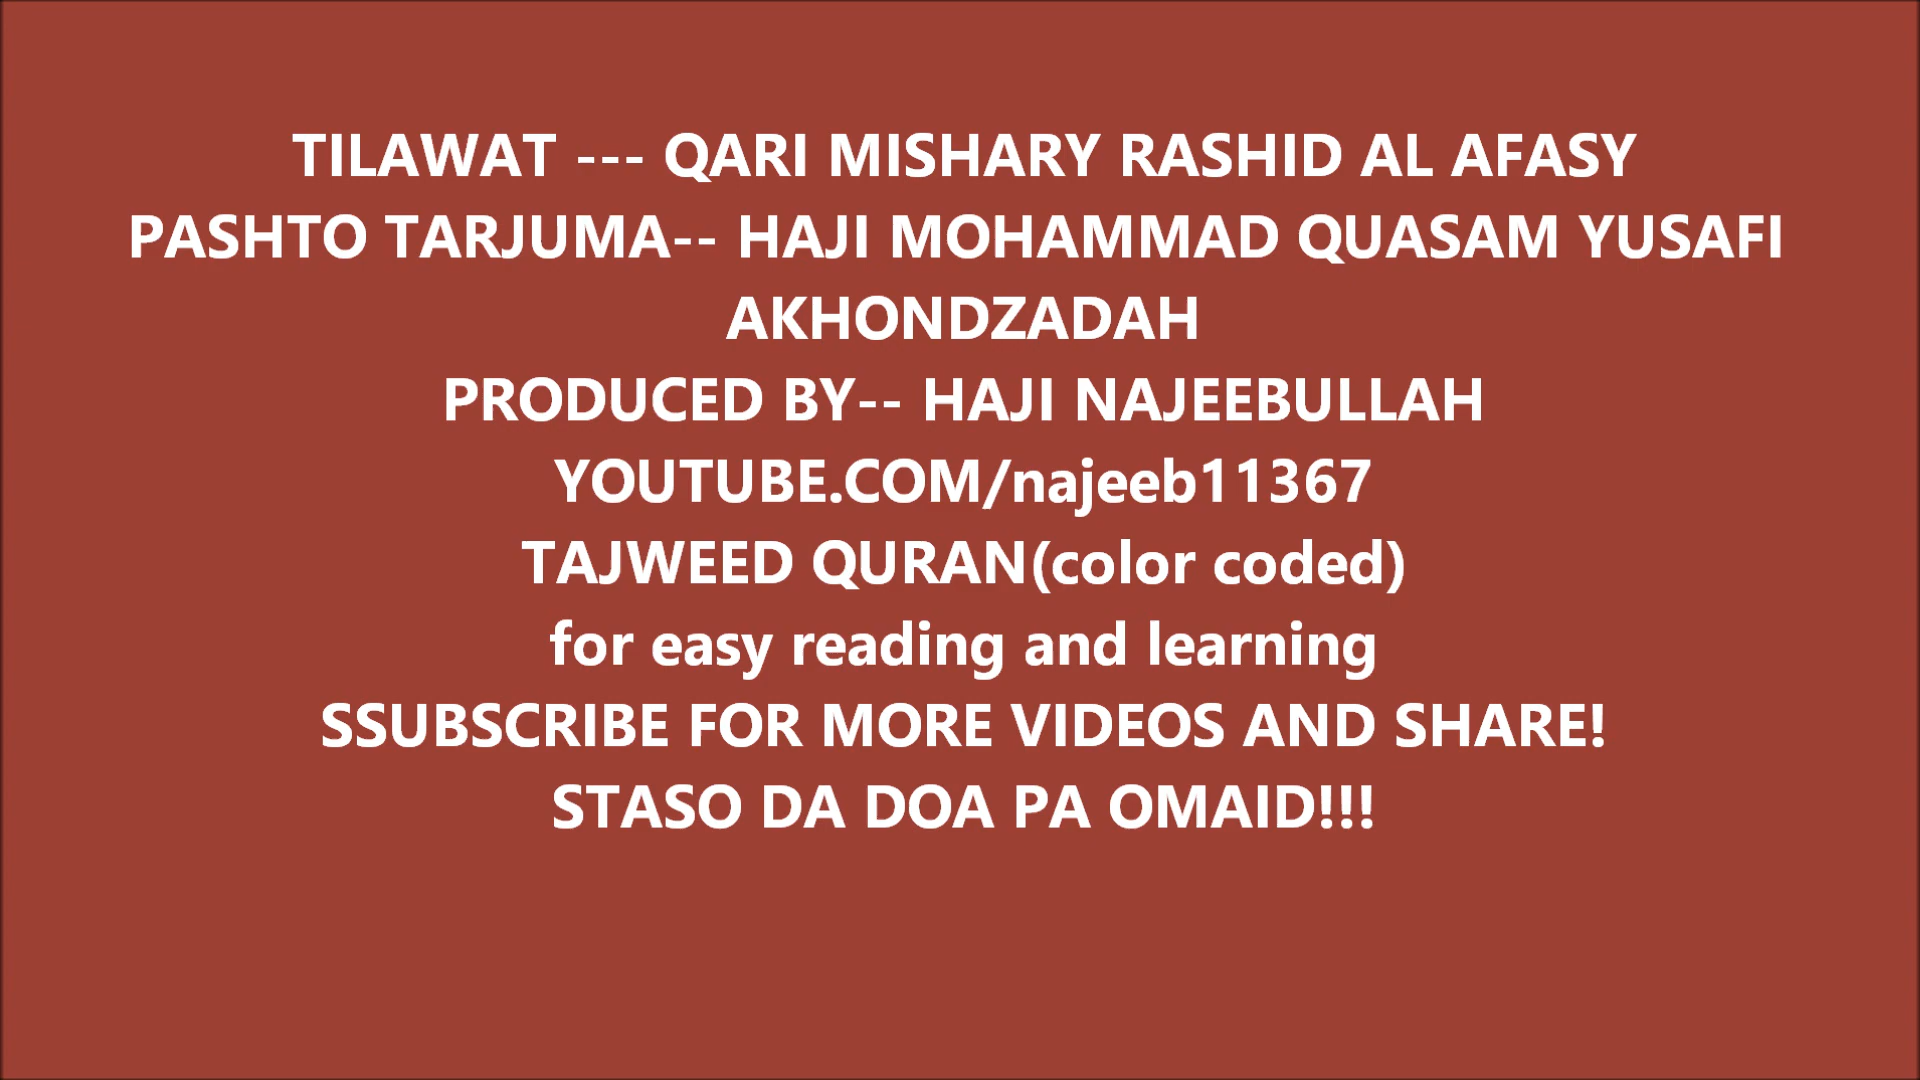 TILAWAT --- QARI MISHARY RASHID AL AFASY
PASHTO TARJUMA-- HAJI MOHAMMAD QUASAM YUSAFI
AKHONDZADAH
PRODUCED BY-- HAJI NAJEEBULLAH
YOUTUBE.COM/najeeb11367
TAJWEED QURAN(color coded)
for easy reading and learning
SSUBSCRIBE FOR MORE VIDEOS AND SHARE!
STASO DA DOA PA OMAID!!!